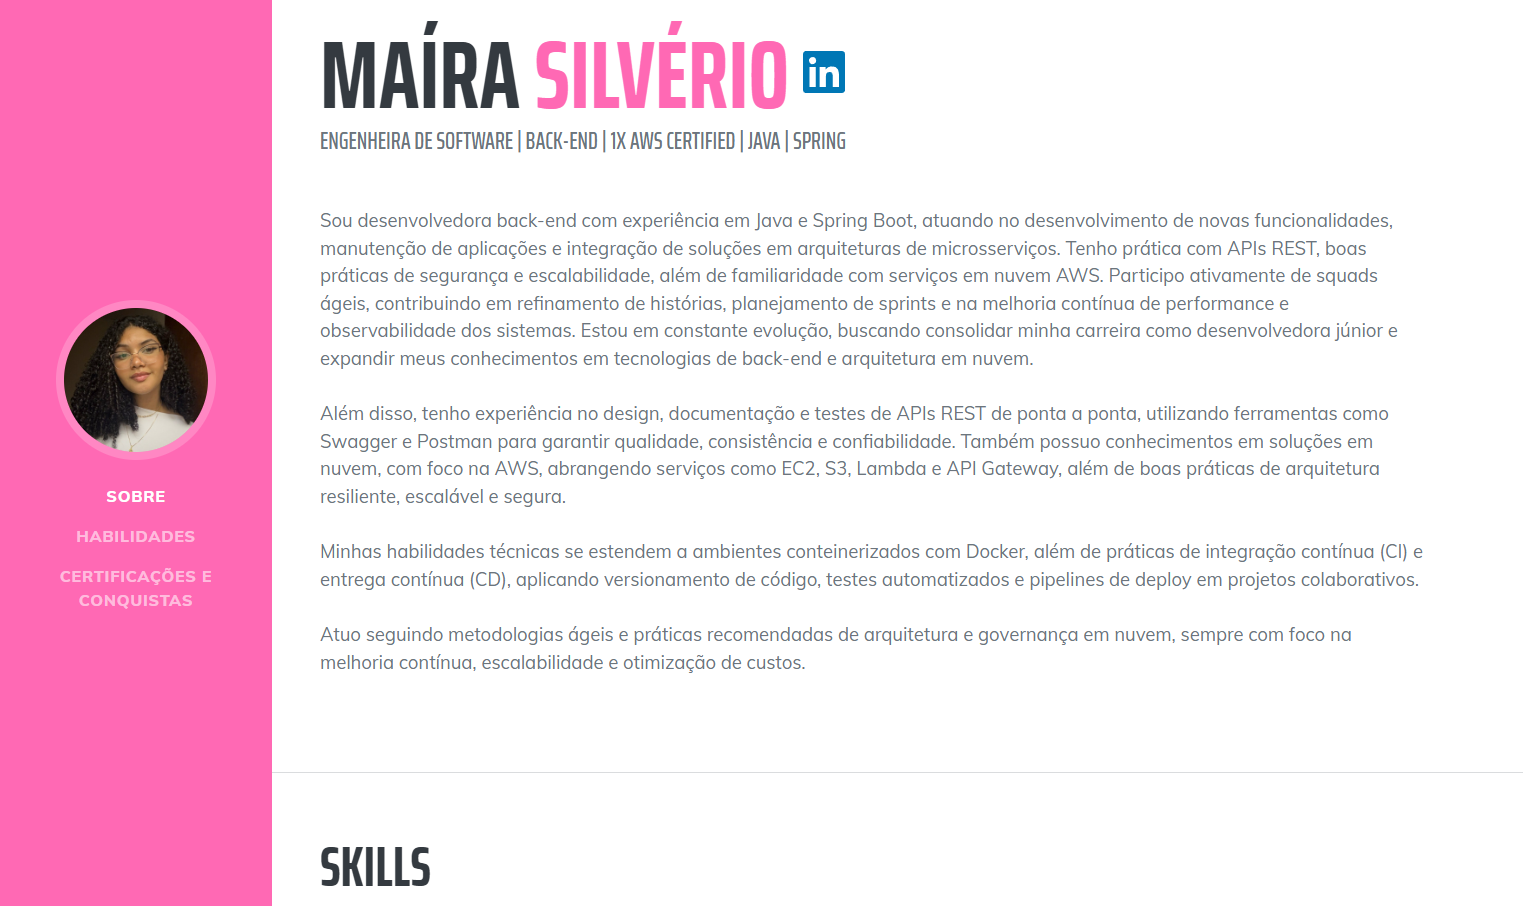 MAÍRA SILVÉRIO in
ENGENHEIRA DE SOFTWARE | BACK-END | 1X AWS CERTIFIED | JAVA | SPRING
Sou desenvolvedora back-end com experiência em Java e Spring Boot, atuando no desenvolvimento de novas funcionalidades,
manutenção de aplicações e integração de soluções em arquiteturas de microsserviços. Tenho prática com APIs REST, boas
práticas de segurança e escalabilidade, além de familiaridade com serviços em nuvem AWS. Participo ativamente de squads
ágeis, contribuindo em refinamento de histórias, planejamento de sprints e na melhoria contínua de performance e
observabilidade dos sistemas. Estou em constante evolução, buscando consolidar minha carreira como desenvolvedora júnior e
expandir meus conhecimentos em tecnologias de back-end e arquitetura em nuvem.
Além disso, tenho experiência no design, documentação e testes de APIs REST de ponta a ponta, utilizando ferramentas como
Swagger e Postman para garantir qualidade, consistência e confiabilidade. Também possuo conhecimentos em soluções em
nuvem, com foco na AWS, abrangendo serviços como EC2, S3, Lambda e API Gateway, além de boas práticas de arquitetura
resiliente, escalável e segura.
Minhas habilidades técnicas se estendem a ambientes conteinerizados com Docker, além de práticas de integração contínua (CI) e
entrega contínua (CD), aplicando versionamento de código, testes automatizados e pipelines de deploy em projetos colaborativos.
Atuo seguindo metodologias ágeis e práticas recomendadas de arquitetura e governança em nuvem, sempre com foco na
melhoria contínua, escalabilidade e otimização de custos.
SOBRE
HABILIDADES
CERTIFICAÇÕES E
CONQUISTAS
SKILLS